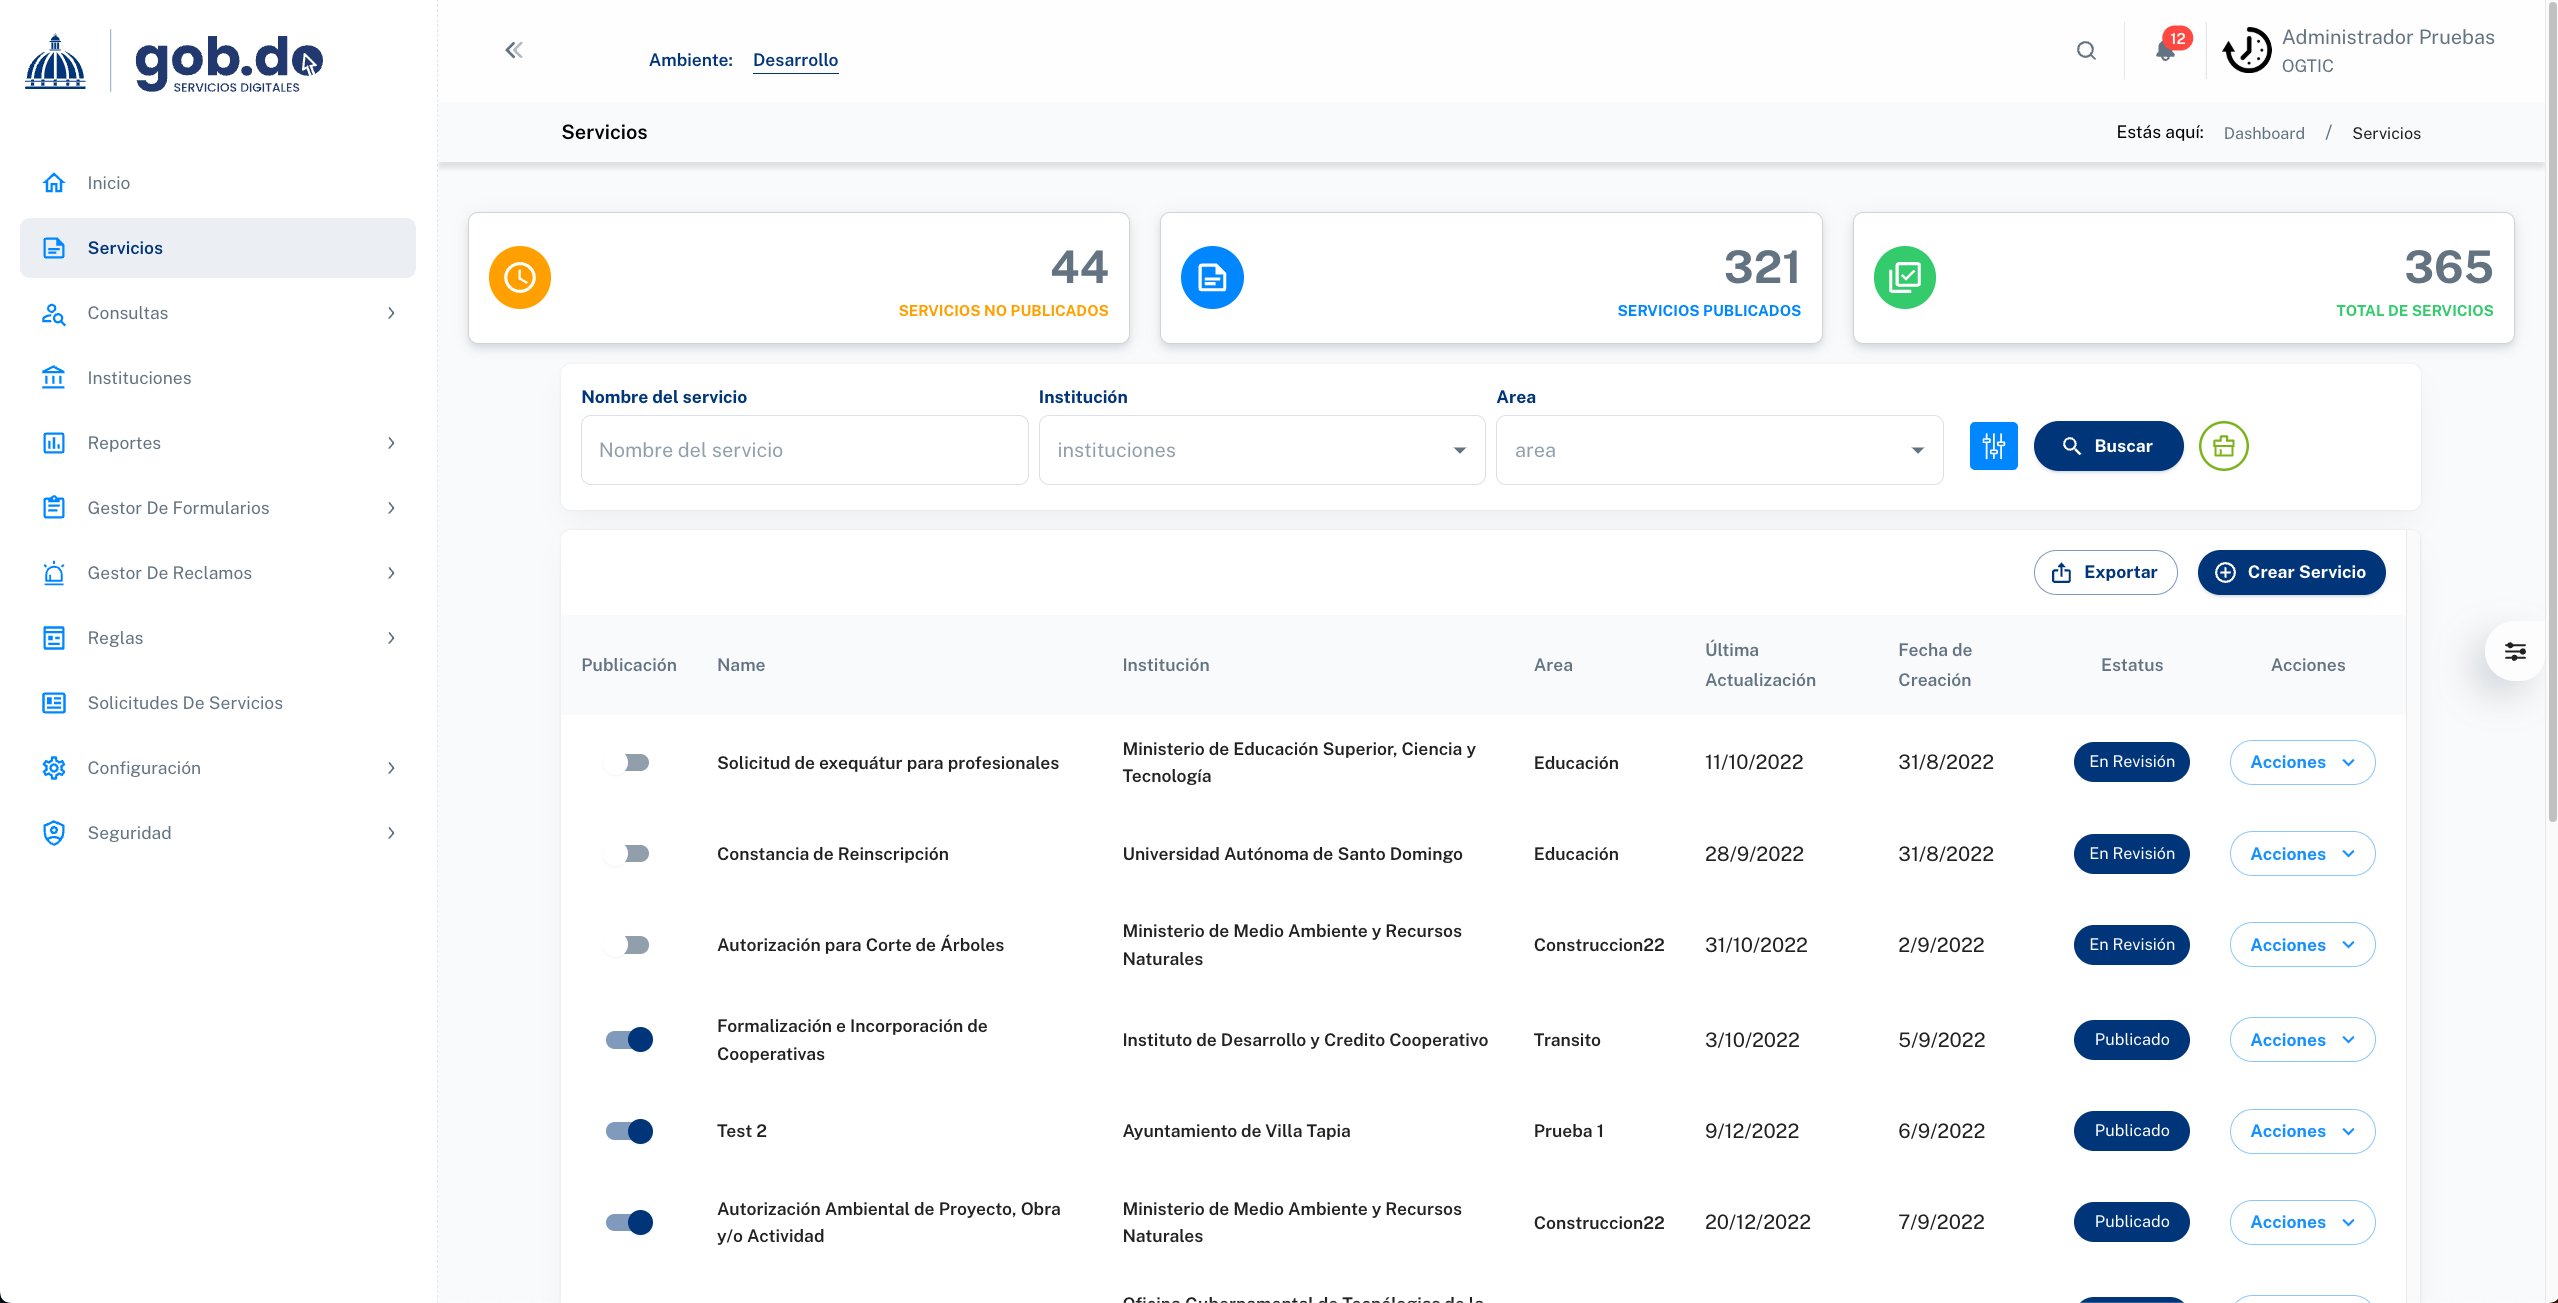 gob.do
SERVICIOS DIGITALES
Ambiente: Desarrollo
12
Administrador Pruebas
OGTIC
Servicios
Estás aquí: Dashboard / Servicios
Inicio
Servicios
Consultas
Instituciones
Reportes
Gestor De Formularios
Gestor De Reclamos
Reglas
Solicitudes De Servicios
Configuración
Seguridad
44
SERVICIOS NO PUBLICADOS
321
SERVICIOS PUBLICADOS
365
TOTAL DE SERVICIOS
Nombre del servicio
Nombre del servicio
Institución
instituciones
Area
area
Buscar
Exportar
Crear Servicio
Publicación Name Institución Area Última Actualización Fecha de Creación Estatus Acciones
Solicitud de exequátur para profesionales
Ministerio de Educación Superior, Ciencia y
Tecnología
Educación 11/10/2022 31/8/2022 En Revisión Acciones
Constancia de Reinscripción Universidad Autónoma de Santo Domingo Educación 28/9/2022 31/8/2022 En Revisión Acciones
Autorización para Corte de Árboles
Ministerio de Medio Ambiente y Recursos
Naturales
Construccion22 31/10/2022 2/9/2022 En Revisión Acciones
Formalización e Incorporación de
Cooperativas
Instituto de Desarrollo y Credito Cooperativo Transito 3/10/2022 5/9/2022 Publicado Acciones
Test 2 Ayuntamiento de Villa Tapia Prueba 1 9/12/2022 6/9/2022 Publicado Acciones
Autorización Ambiental de Proyecto, Obra
y/o Actividad
Ministerio de Medio Ambiente y Recursos
Naturales
Construccion22 20/12/2022 7/9/2022 Publicado Acciones